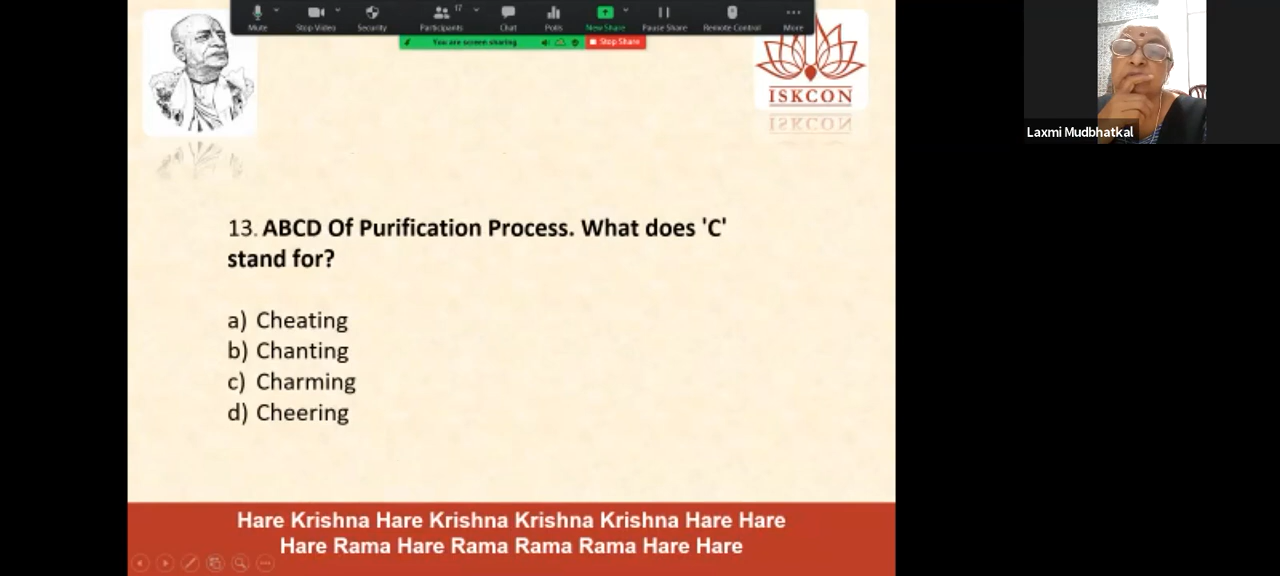 Mute
Stop Video
Security
Participants
17
Chat
Polls
New Share
Pause Share
Remote Control
More
You are screen sharing
Stop Share
ISKCON
Laxmi Mudbhatkal
13. ABCD Of Purification Process. What does 'C'
stand for?
a) Cheating
b) Chanting
c) Charming
d) Cheering
Hare Krishna Hare Krishna Krishna Krishna Hare Hare
Hare Rama Hare Rama Rama Rama Hare Hare